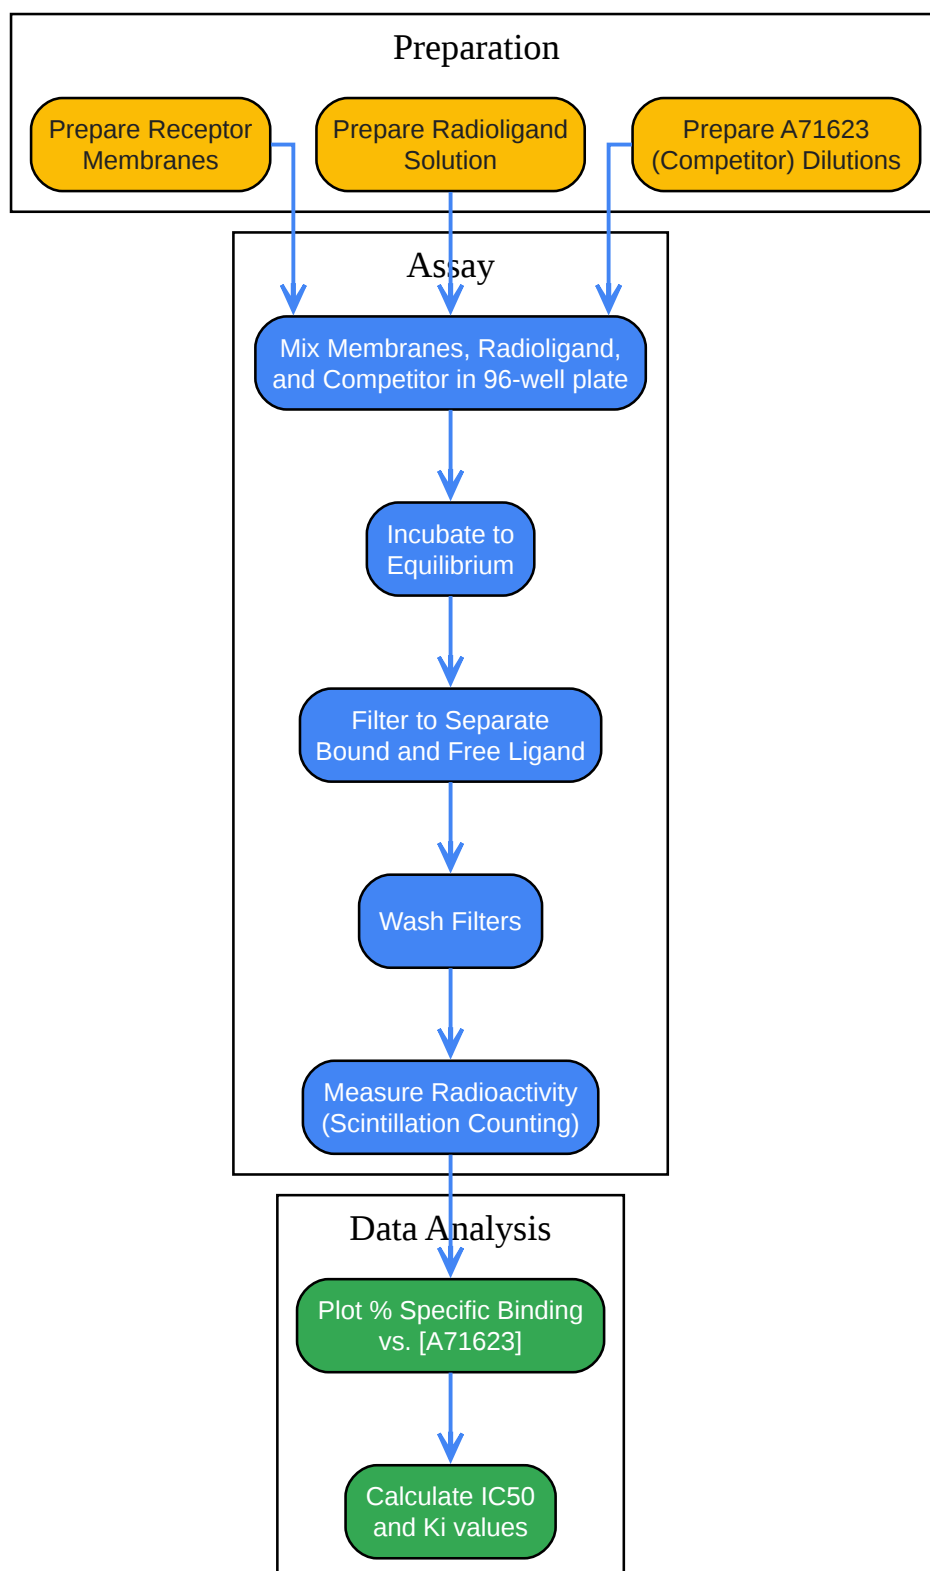 Preparation
Prepare Receptor
Membranes
Prepare Radioligand
Solution
Prepare A71623
(Competitor) Dilutions
Assay
Mix Membranes, Radioligand,
and Competitor in 96-well plate
Incubate to
Equilibrium
Filter to Separate
Bound and Free Ligand
Wash Filters
Measure Radioactivity
(Scintillation Counting)
Data Analysis
Plot % Specific Binding
vs. [A71623]
Calculate IC50
and Ki values